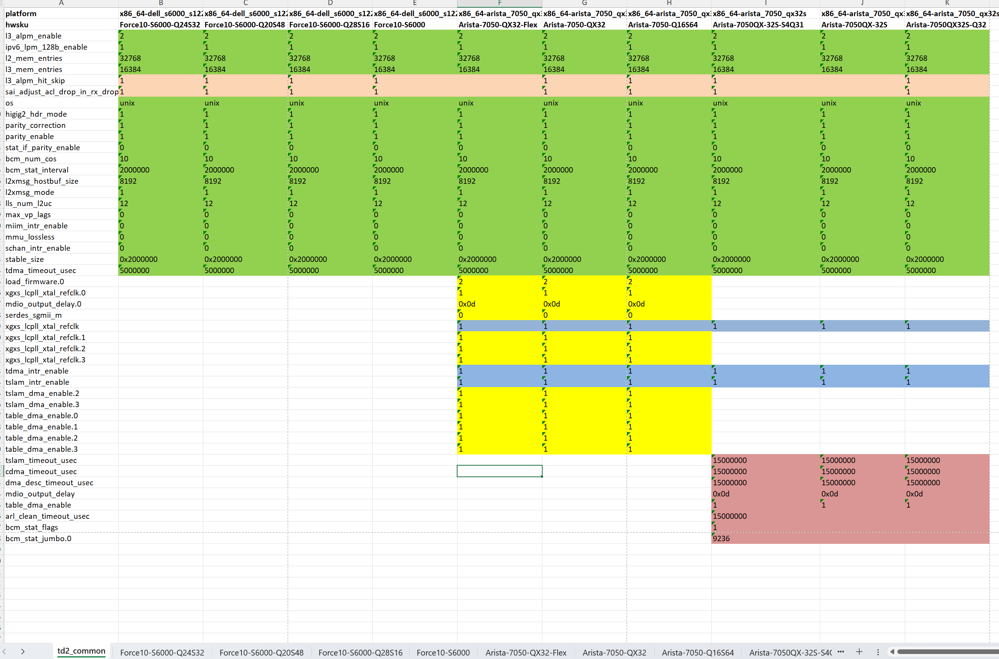 A B C D E F G H I J K
platform x86_64-dell_s6000_s122 x86_64-dell_s6000_s122 x86_64-dell_s6000_s122 x86_64-dell_s6000_s122 x86_64-arista_7050_qx3 x86_64-arista_7050_qx3 x86_64-arista_7050_qx3 x86_64-arista_7050_qx32s x86_64-arista_7050_qx3 x86_64-arista_7050_qx32s
hwsku Force10-S6000-Q24S32 Force10-S6000-Q20S48 Force10-S6000-Q28S16 Force10-S6000 Arista-7050-QX32-Flex Arista-7050-QX32 Arista-7050-Q16S64 Arista-7050QX-32S-S4Q31 Arista-7050QX-32S Arista-7050QX32S-Q32
l3_alpm_enable 2 2 2 2 2 2 2 2 2 2
ipv6_lpm_128b_enable 1 1 1 1 1 1 1 1 1 1
l2_mem_entries 32768 32768 32768 32768 32768 32768 32768 32768 32768 32768
l3_mem_entries 16384 16384 16384 16384 16384 16384 16384 16384 16384 16384
l3_alpm_hit_skip 1 1 1 1 1 1 1 1
sai_adjust_acl_drop_in_rx_drop 1 1 1 1 1 1 1 1
os unix unix unix unix unix unix unix unix unix unix
higig2_hdr_mode 1 1 1 1 1 1 1 1 1 1
parity_correction 1 1 1 1 1 1 1 1 1 1
parity_enable 1 1 1 1 1 1 1 1 1 1
stat_if_parity_enable 0 0 0 0 0 0 0 0 0 0
bcm_num_cos 10 10 10 10 10 10 10 10 10 10
bcm_stat_interval 2000000 2000000 2000000 2000000 2000000 2000000 2000000 2000000 2000000 2000000
l2xmsg_hostbuf_size 8192 8192 8192 8192 8192 8192 8192 8192 8192 8192
l2xmsg_mode 1 1 1 1 1 1 1 1 1 1
lls_num_l2uc 12 12 12 12 12 12 12 12 12 12
max_vp_lags 0 0 0 0 0 0 0 0 0 0
miim_intr_enable 0 0 0 0 0 0 0 0 0 0
mmu_lossless 0 0 0 0 0 0 0 0 0 0
schan_intr_enable 0 0 0 0 0 0 0 0 0 0
stable_size 0x2000000 0x2000000 0x2000000 0x2000000 0x2000000 0x2000000 0x2000000 0x2000000 0x2000000 0x2000000
tdma_timeout_usec 5000000 5000000 5000000 5000000 5000000 5000000 5000000 5000000 5000000 5000000
load_firmware.0 2 2 2
xgxs_lcpll_xtal_refclk.0 1 1 1
mdio_output_delay.0 0x0d 0x0d 0x0d
serdes_sgmii_m 0 0 0
xgxs_lcpll_xtal_refclk 1 1 1 1 1 1
xgxs_lcpll_xtal_refclk.1 1 1 1
xgxs_lcpll_xtal_refclk.2 1 1 1
xgxs_lcpll_xtal_refclk.3 1 1 1
tdma_intr_enable 1 1 1 1 1 1
tslam_intr_enable 1 1 1 1 1 1
tslam_dma_enable.2 1 1 1
tslam_dma_enable.3 1 1 1
table_dma_enable.0 1 1 1
table_dma_enable.1 1 1 1
table_dma_enable.2 1 1 1
table_dma_enable.3 1 1 1
tslam_timeout_usec 15000000 15000000 15000000
cdma_timeout_usec 15000000 15000000 15000000
dma_desc_timeout_usec 15000000 15000000 15000000
mdio_output_delay 0x0d 0x0d 0x0d
table_dma_enable 1 1 1
arl_clean_timeout_usec 15000000
bcm_stat_flags 1
bcm_stat_jumbo.0 9236
td2_common Force10-S6000-Q24S32 Force10-S6000-Q20S48 Force10-S6000-Q28S16 Force10-S6000 Arista-7050-QX32-Flex Arista-7050-QX32 Arista-7050-Q16S64 Arista-7050QX-32S-S4